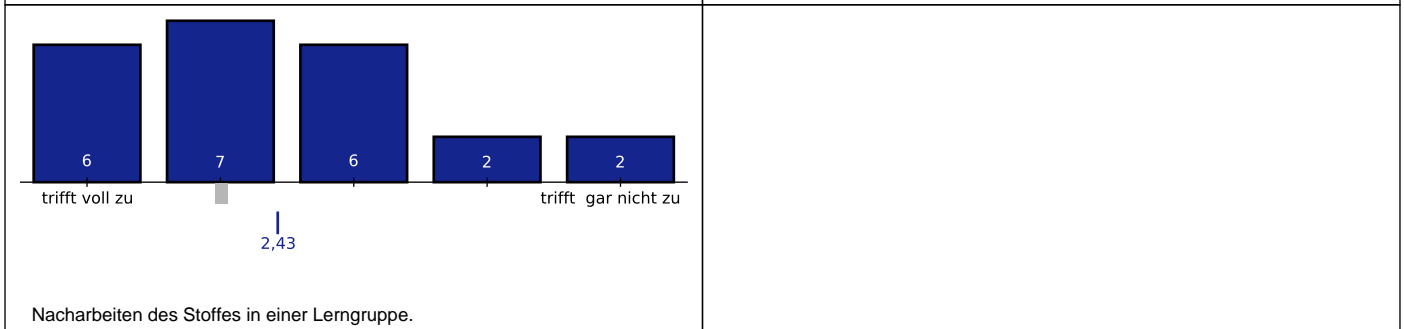 6 7 6 2 2
trifft voll zu trifft gar nicht zu
2,43
Nacharbeiten des Stoffes in einer Lerngruppe.